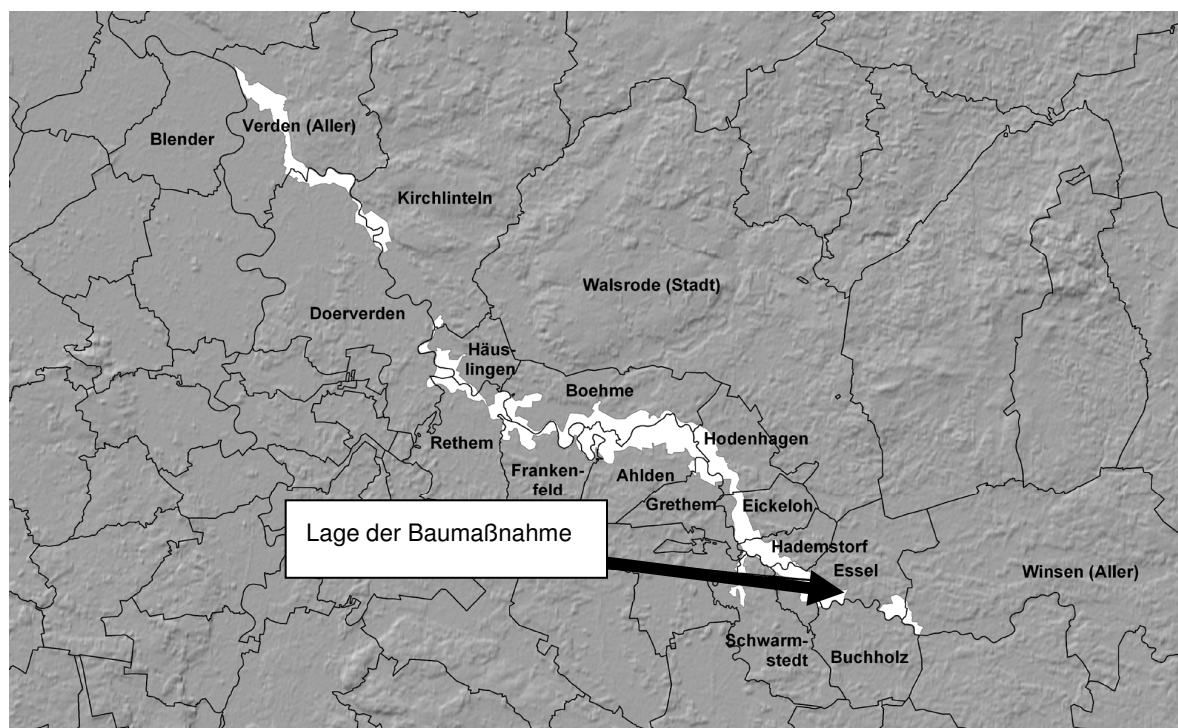 Blender
Verden (Aller)
Kirchlinteln
Walsrode (Stadt)
Doerverden
Häus-
lingen
Boehme
Rethem
Hodenhagen
Franken-
feld
Ahlden
Grethem
Eickeloh
Lage der Baumaßnahme
Hademstorf
Essel
Winsen (Aller)
Schwarm-
stedt
Buchholz